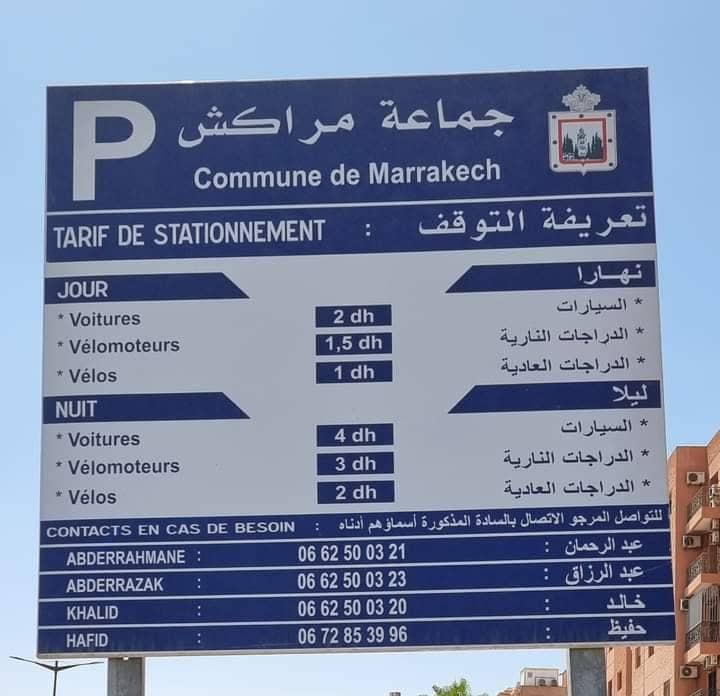 P جماعة مراكش
Commune de Marrakech
TARIF DE STATIONNEMENT : تعريفة التوقف
JOUR نهارا
* Voitures 2 dh * السيارات
* Vélomoteurs 1,5 dh * الدراجات النارية
* Vélos 1 dh * الدراجات العادية
NUIT ليلا
* Voitures 4 dh * السيارات
* Vélomoteurs 3 dh * الدراجات النارية
* Vélos 2 dh * الدراجات العادية
CONTACTS EN CAS DE BESOIN : للتواصل المرجو الاتصال بالسادة المذكورة أسماؤهم أدناه
ABDERRAHMANE : 06 62 50 03 21 : عبد الرحمان
ABDERRAZAK : 06 62 50 03 23 : عبد الرزاق
KHALID : 06 62 50 03 20 : خالد
HAFID : 06 72 85 39 96 : حفيظ